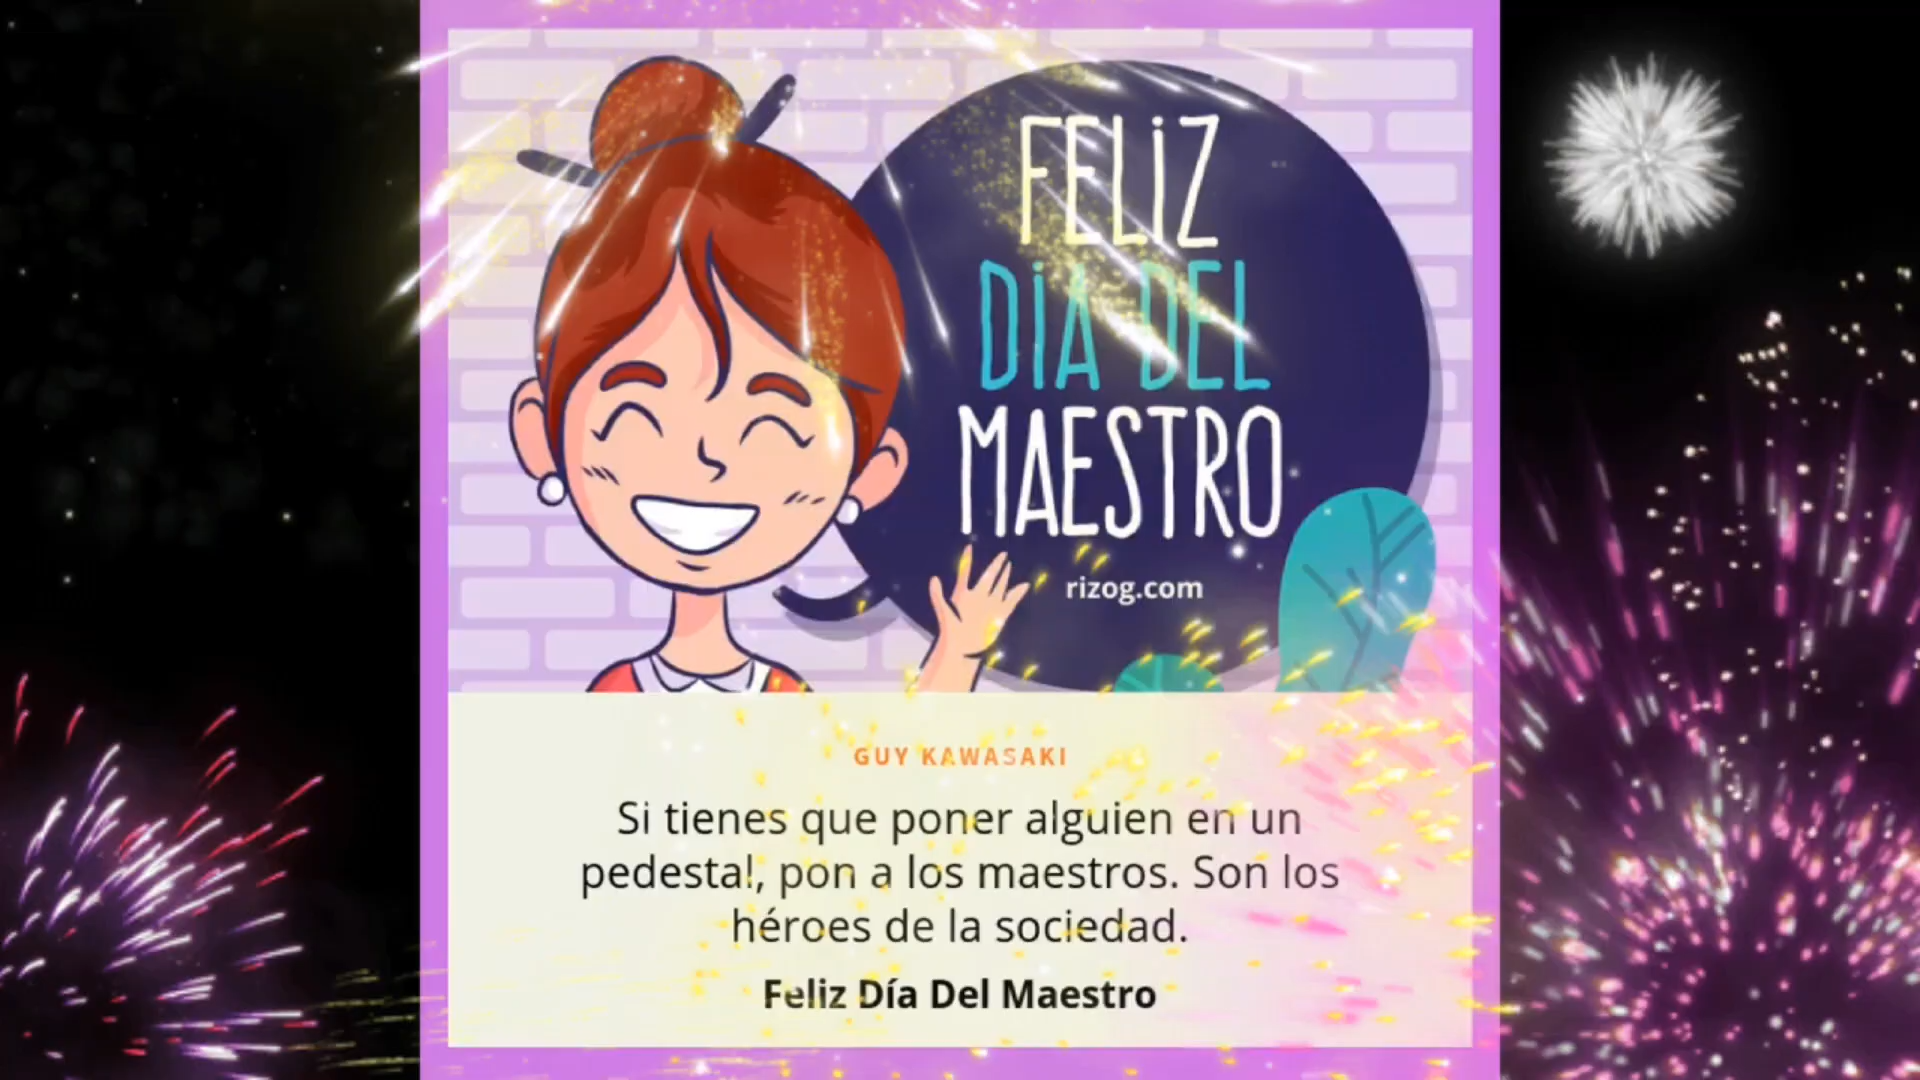 FELIZ
DÍA DEL
MAESTRO
rizog.com
GUY KAWASAKI
Si tienes que poner alguien en un
pedestal, pon a los maestros. Son los
héroes de la sociedad.
Feliz Día Del Maestro